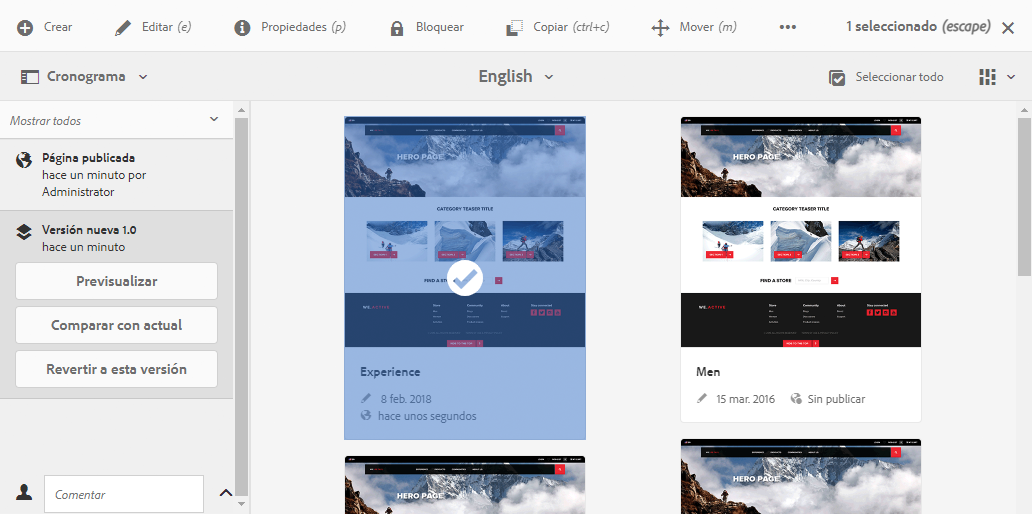 Crear Editar (e) Propiedades (p) Bloquear Copiar (ctrl+c) Mover (m) ••• 1 seleccionado (escape)
Cronograma English Seleccionar todo
Mostrar todos
Página publicada
hace un minuto por
Administrator
Versión nueva 1.0
hace un minuto
Previsualizar
Comparar con actual
Revertir a esta versión
Comentar
HERO PAGE
CATEGORY TEASER TITLE
FIND A STORE
Experience
8 feb. 2018
hace unos segundos
HERO PAGE
CATEGORY TEASER TITLE
FIND A STORE
Men
15 mar. 2016 Sin publicar
HERO PAGE
HERO PAGE